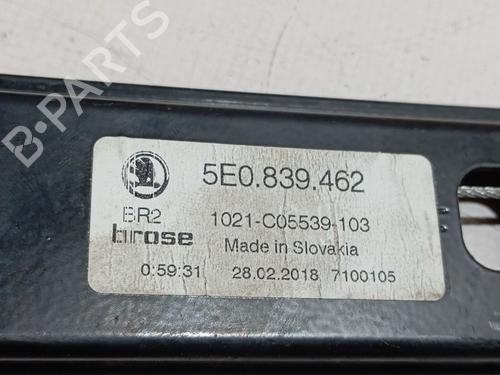 B-PARTS
5E0.839.462
BR2
1021-C05539-103
brose
Made in Slovakia
0:59:31 28.02.2018 7100105